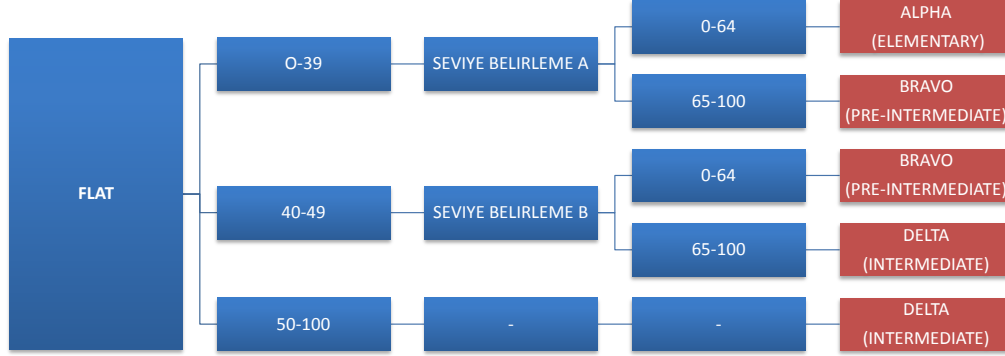 FLAT
O-39
SEVIYE BELIRLEME A
0-64
ALPHA
(ELEMENTARY)
65-100
BRAVO
(PRE-INTERMEDIATE)
40-49
SEVIYE BELIRLEME B
0-64
BRAVO
(PRE-INTERMEDIATE)
65-100
DELTA
(INTERMEDIATE)
50-100
-
-
DELTA
(INTERMEDIATE)